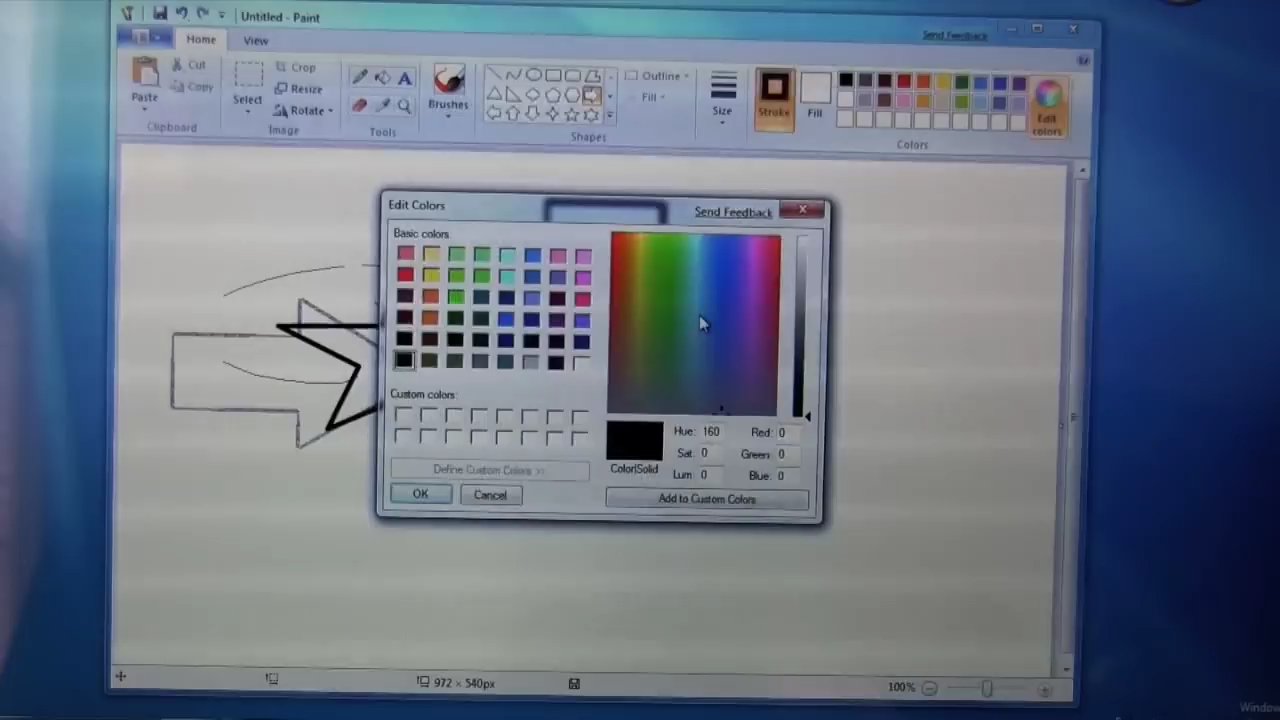 Untitled - Paint
Send Feedback
Home View
Paste
Cut
Copy
Clipboard
Select
Crop
Resize
Rotate
Image
Tools
Brushes
Outline
Fill
Shapes
Size
Stroke
Fill
Edit
colors
Colors
Edit Colors
Send Feedback
Basic colors:
Custom colors:
Define Custom Colors >>
OK
Cancel
Color|Solid
Hue: 160
Sat: 0
Lum: 0
Red: 0
Green: 0
Blue: 0
Add to Custom Colors
972 × 540px
100%
Window